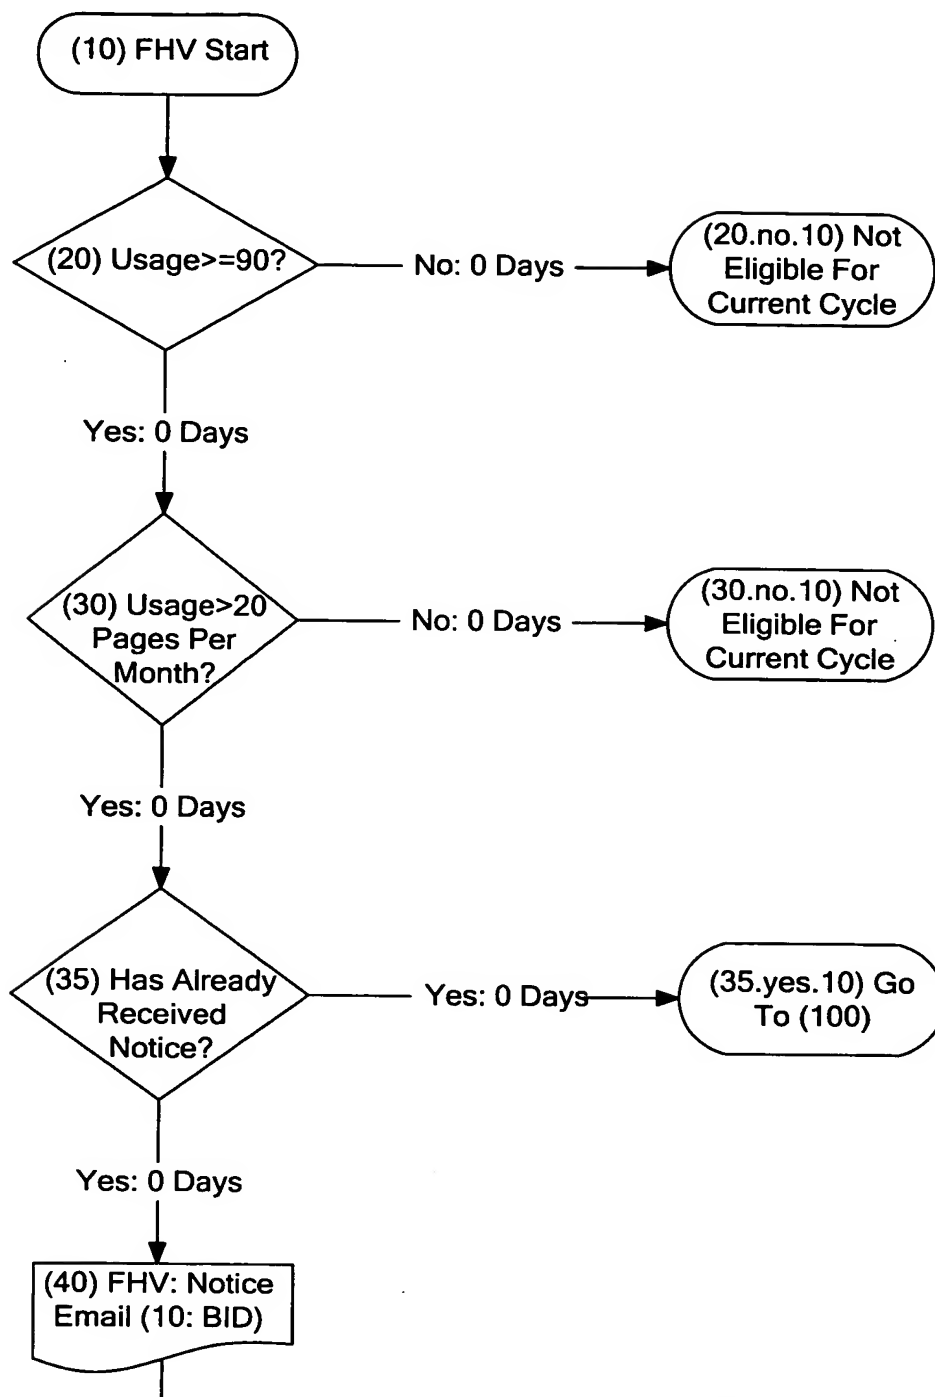 (10) FHV Start
(20) Usage>=90?
No: 0 Days
(20.no.10) Not
Eligible For
Current Cycle
Yes: 0 Days
(30) Usage>20
Pages Per
Month?
No: 0 Days
(30.no.10) Not
Eligible For
Current Cycle
Yes: 0 Days
(35) Has Already
Received
Notice?
Yes: 0 Days
(35.yes.10) Go
To (100)
Yes: 0 Days
(40) FHV: Notice
Email (10: BID)